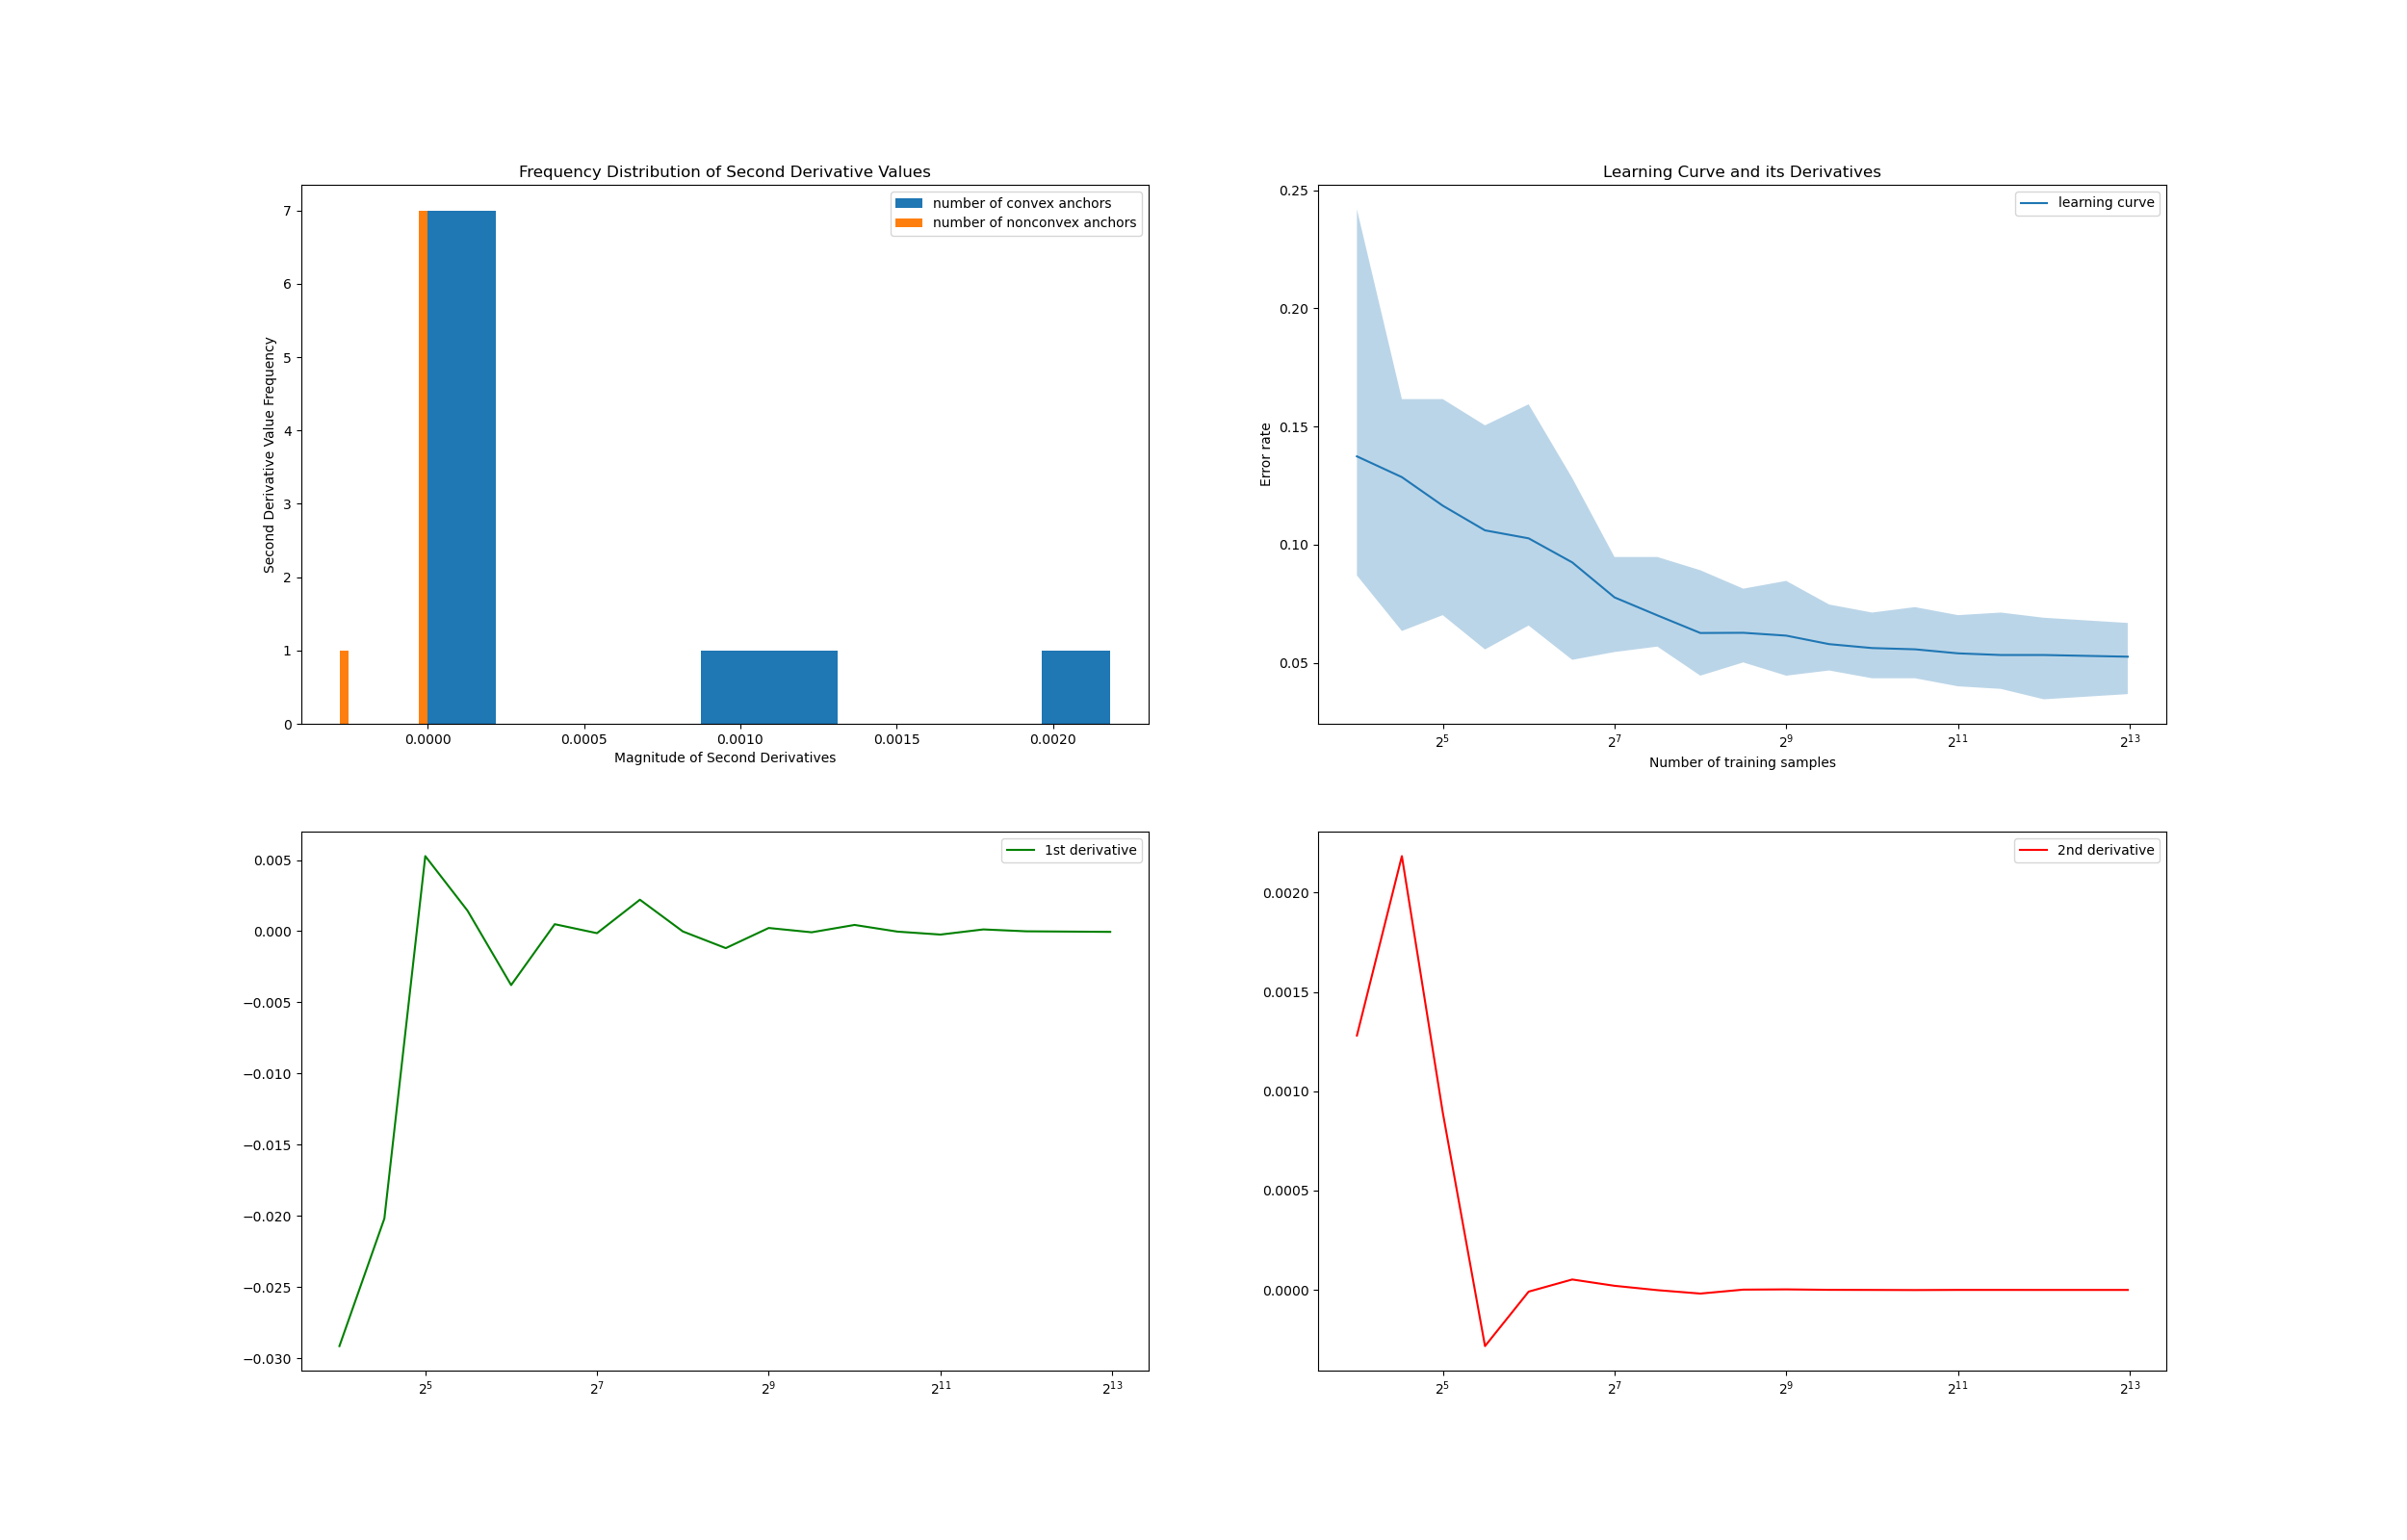 Frequency Distribution of Second Derivative Values
number of convex anchors
number of nonconvex anchors
7
6
5
4
3
2
1
0
Second Derivative Value Frequency
0.0000 0.0005 0.0010 0.0015 0.0020
Magnitude of Second Derivatives
Learning Curve and its Derivatives
learning curve
0.25
0.20
0.15
0.10
0.05
Error rate
2^5 2^7 2^9 2^11 2^13
Number of training samples
1st derivative
0.005
0.000
−0.005
−0.010
−0.015
−0.020
−0.025
−0.030
2^5 2^7 2^9 2^11 2^13
2nd derivative
0.0020
0.0015
0.0010
0.0005
0.0000
2^5 2^7 2^9 2^11 2^13